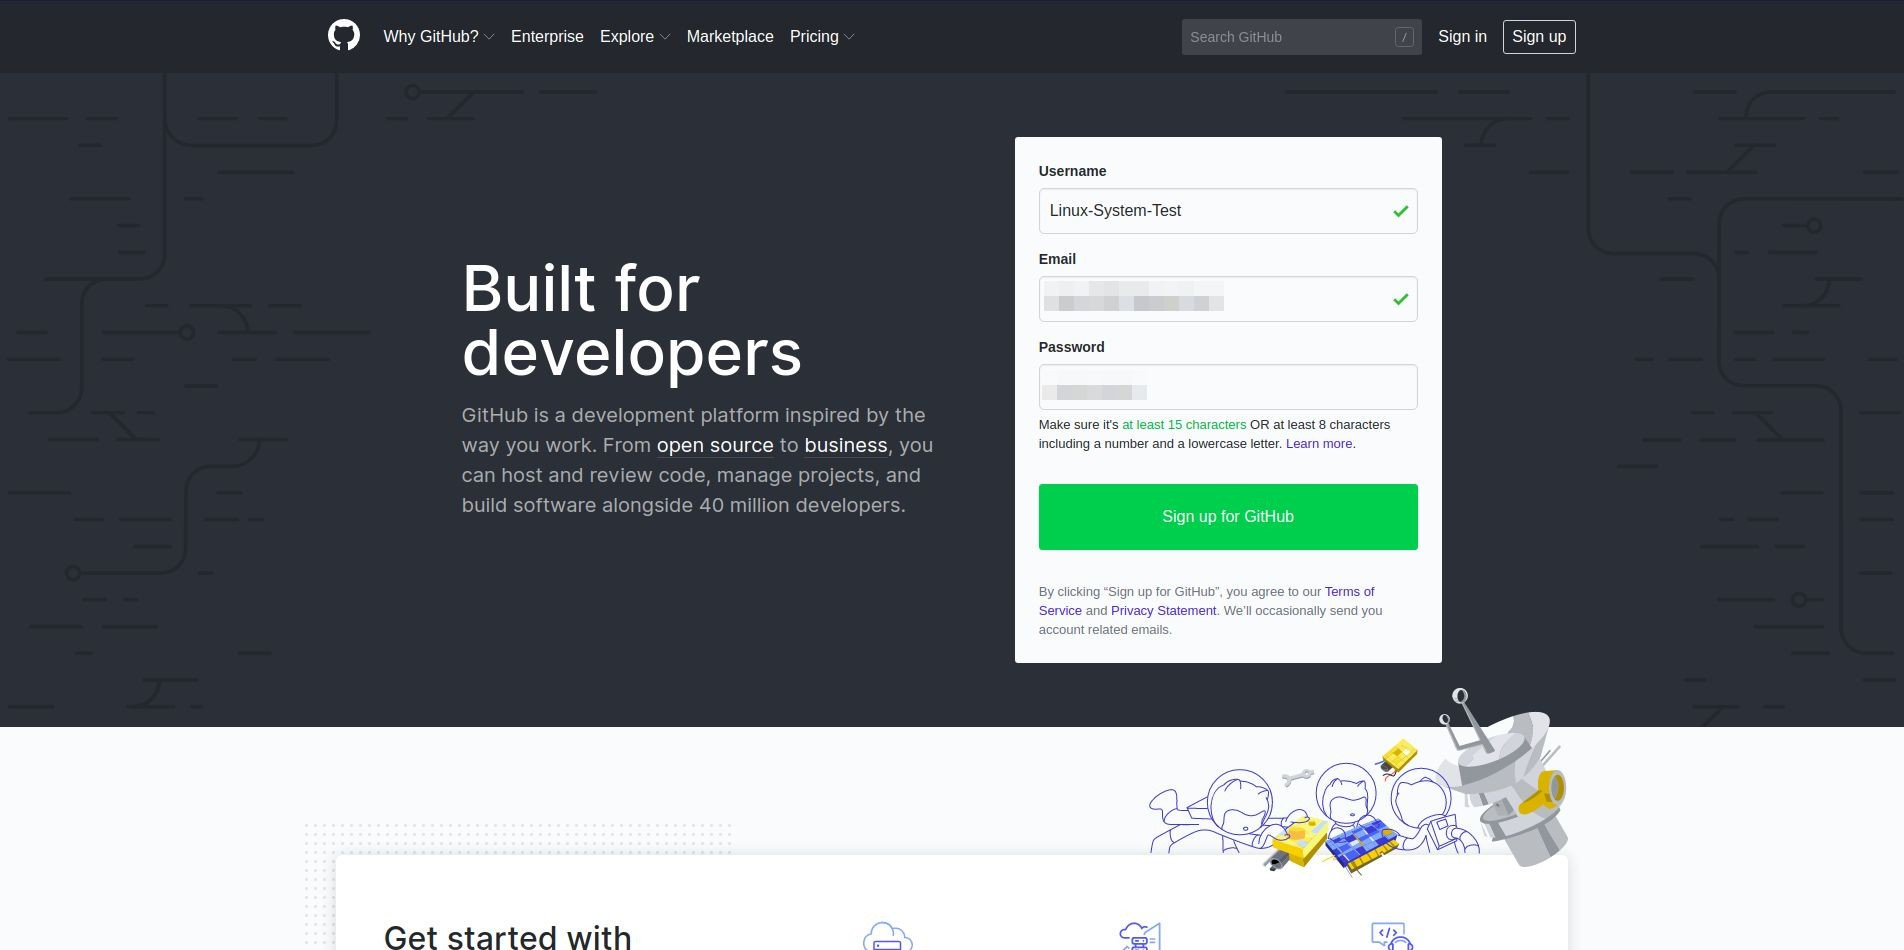 Why GitHub? Enterprise Explore Marketplace Pricing Search GitHub / Sign in Sign up
Built for
developers
GitHub is a development platform inspired by the
way you work. From open source to business, you
can host and review code, manage projects, and
build software alongside 40 million developers.
Username
Linux-System-Test
Email
Password
Make sure it's at least 15 characters OR at least 8 characters
including a number and a lowercase letter. Learn more.
Sign up for GitHub
By clicking “Sign up for GitHub”, you agree to our Terms of
Service and Privacy Statement. We’ll occasionally send you
account related emails.
Get started with